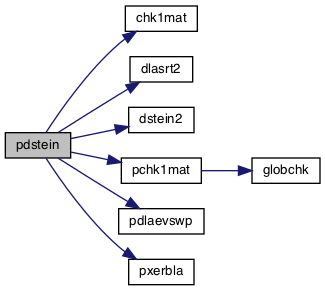 chk1mat
dlasrt2
dstein2
pdstein
pchk1mat
globchk
pdlaevswp
pxerbla